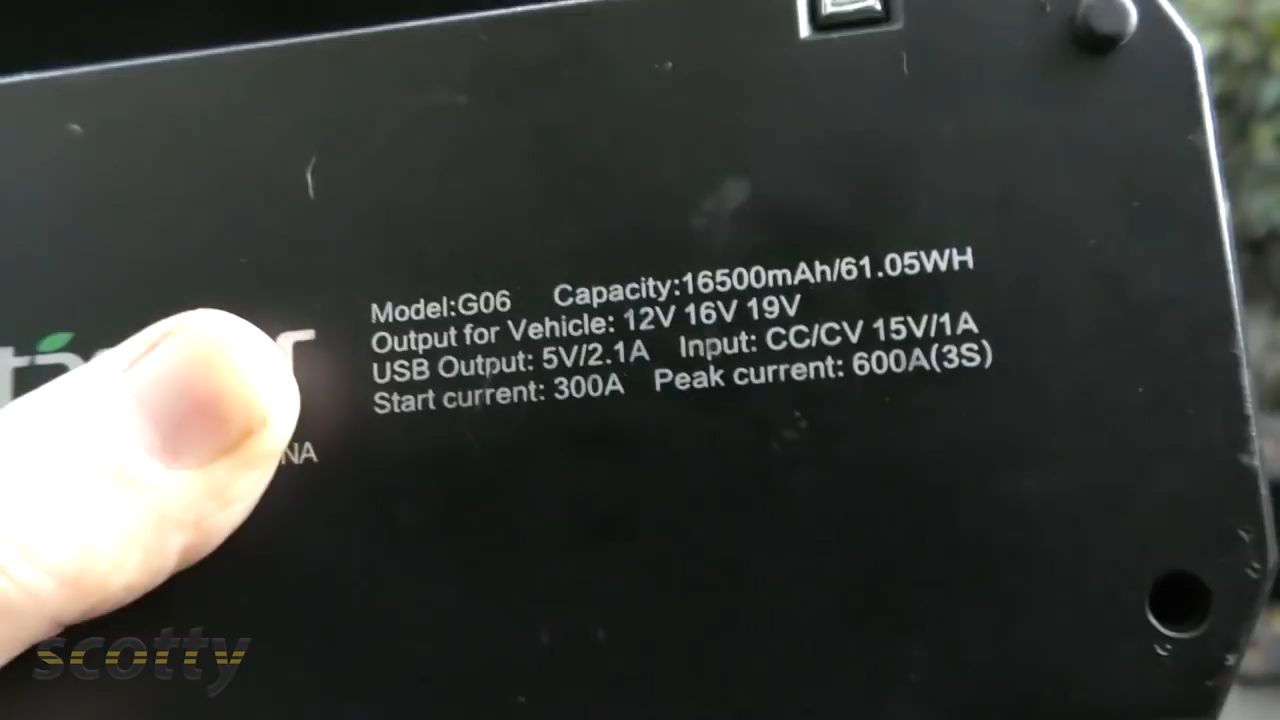 Model:G06 Capacity:16500mAh/61.05WH
Output for Vehicle: 12V 16V 19V
USB Output: 5V/2.1A Input: CC/CV 15V/1A
Start current: 300A Peak current: 600A(3S)
scotty